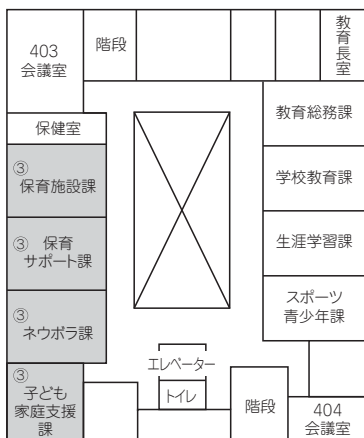 403
会議室
階段
教育長室
保健室
教育総務課
③
保育施設課
学校教育課
③ 保育
サポート課
生涯学習課
③
ネウボラ課
スポーツ
青少年課
エレベーター
トイレ
③
子ども
家庭支援
課
階段
404
会議室